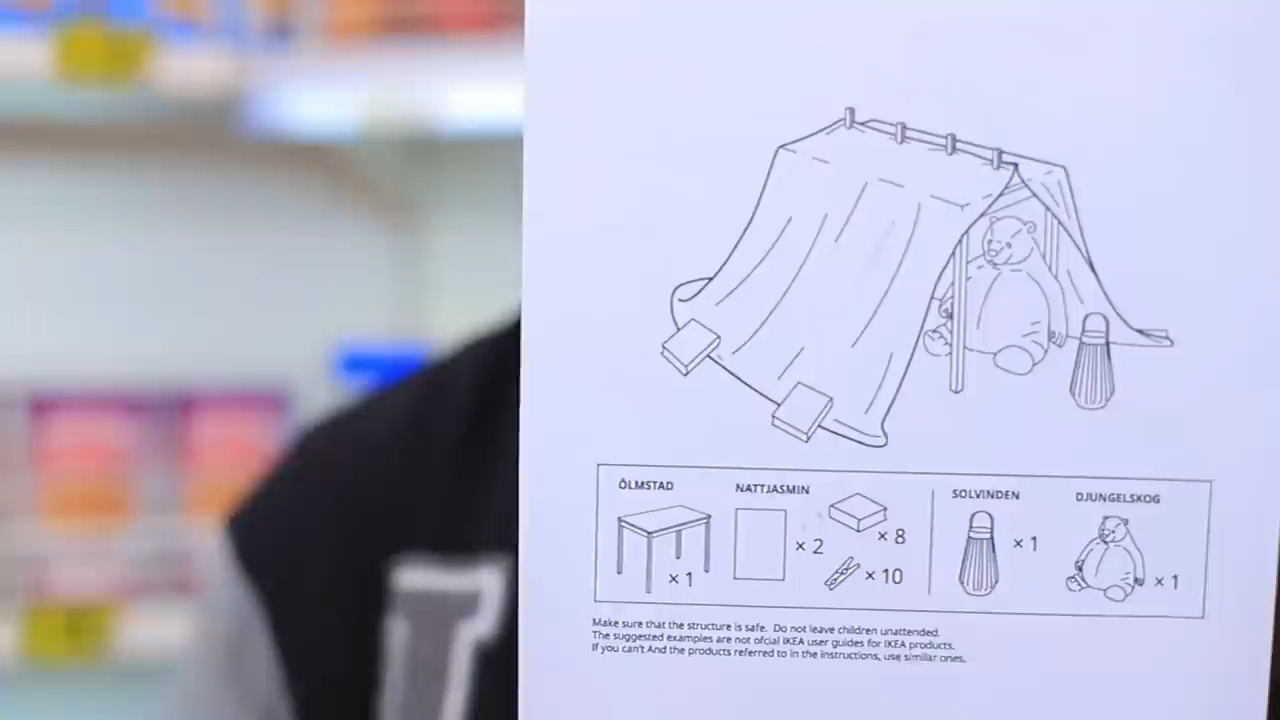 ÖLMSTAD
NATTJASMIN
SOLVINDEN
DJUNGELSKOG
× 1
× 2
× 8
× 10
× 1
× 1
Make sure that the structure is safe. Do not leave children unattended.
The suggested examples are not ofcial IKEA user guides for IKEA products.
If you can't And the products referred to in the instructions, use similar ones.